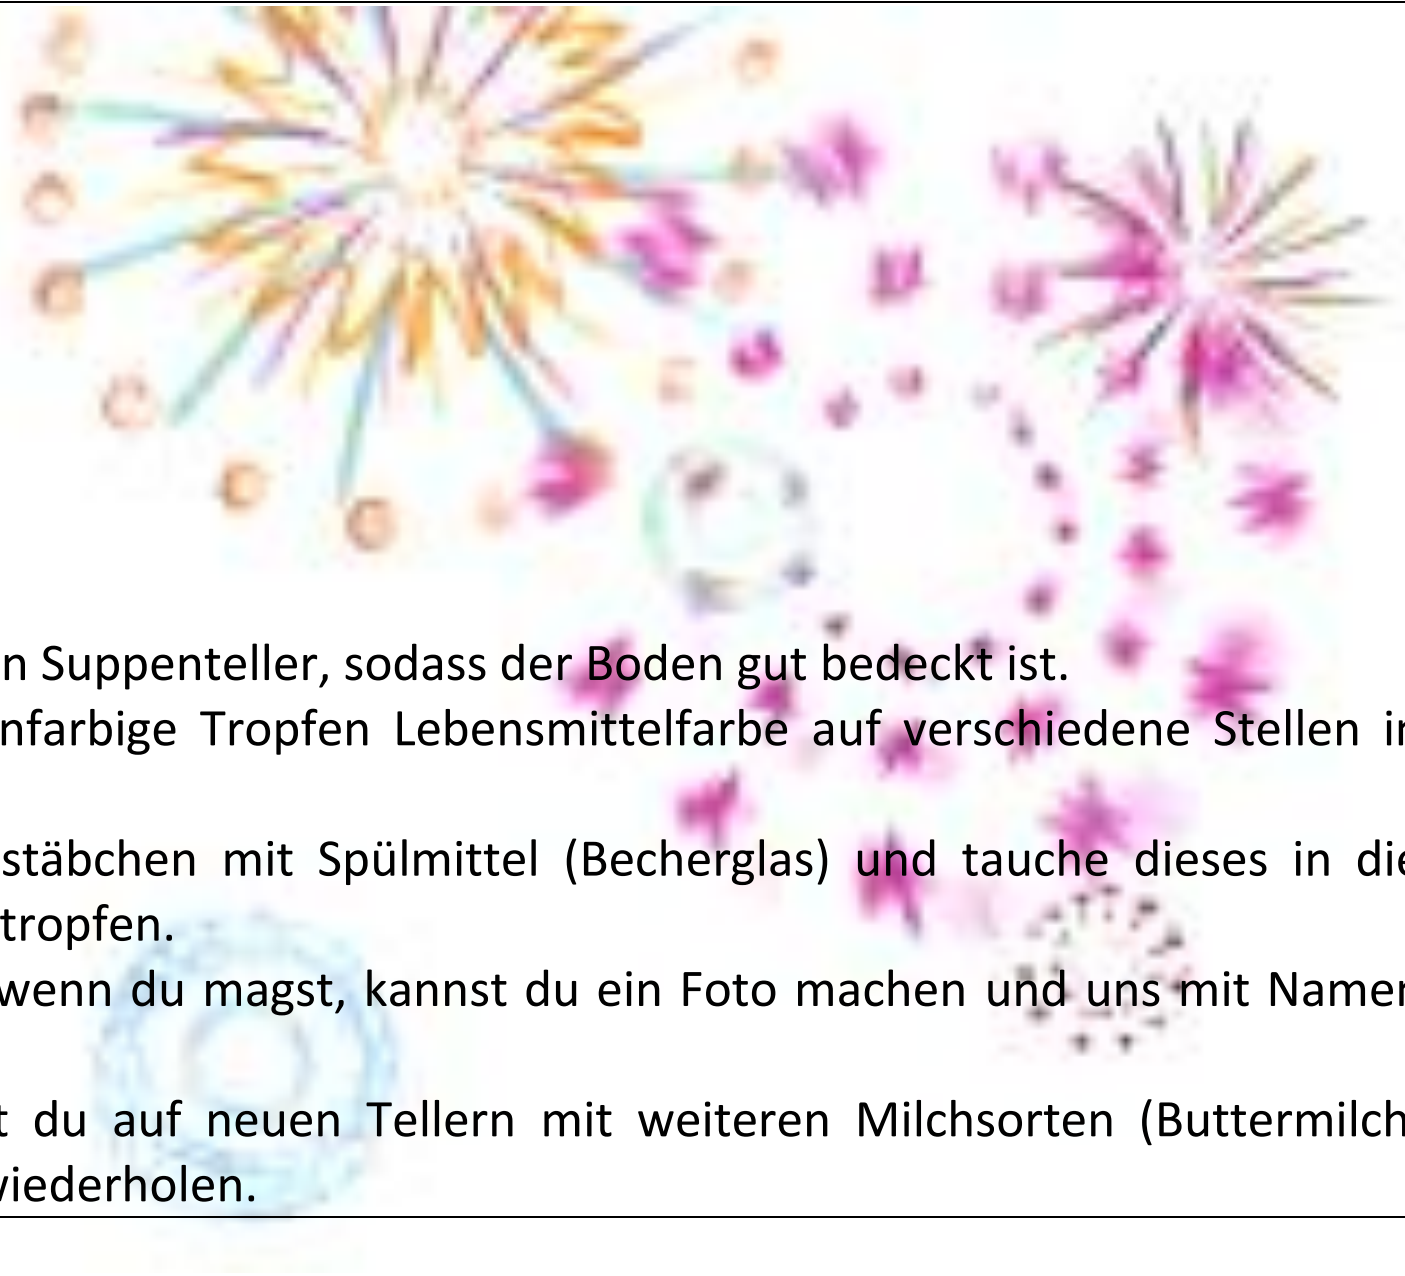 n Suppenteller, sodass der Boden gut bedeckt ist.
nfarbige Tropfen Lebensmittelfarbe auf verschiedene Stellen in
stäbchen mit Spülmittel (Becherglas) und tauche dieses in die
tropfen.
wenn du magst, kannst du ein Foto machen und uns mit Namen
t du auf neuen Tellern mit weiteren Milchsorten (Buttermilch
wiederholen.